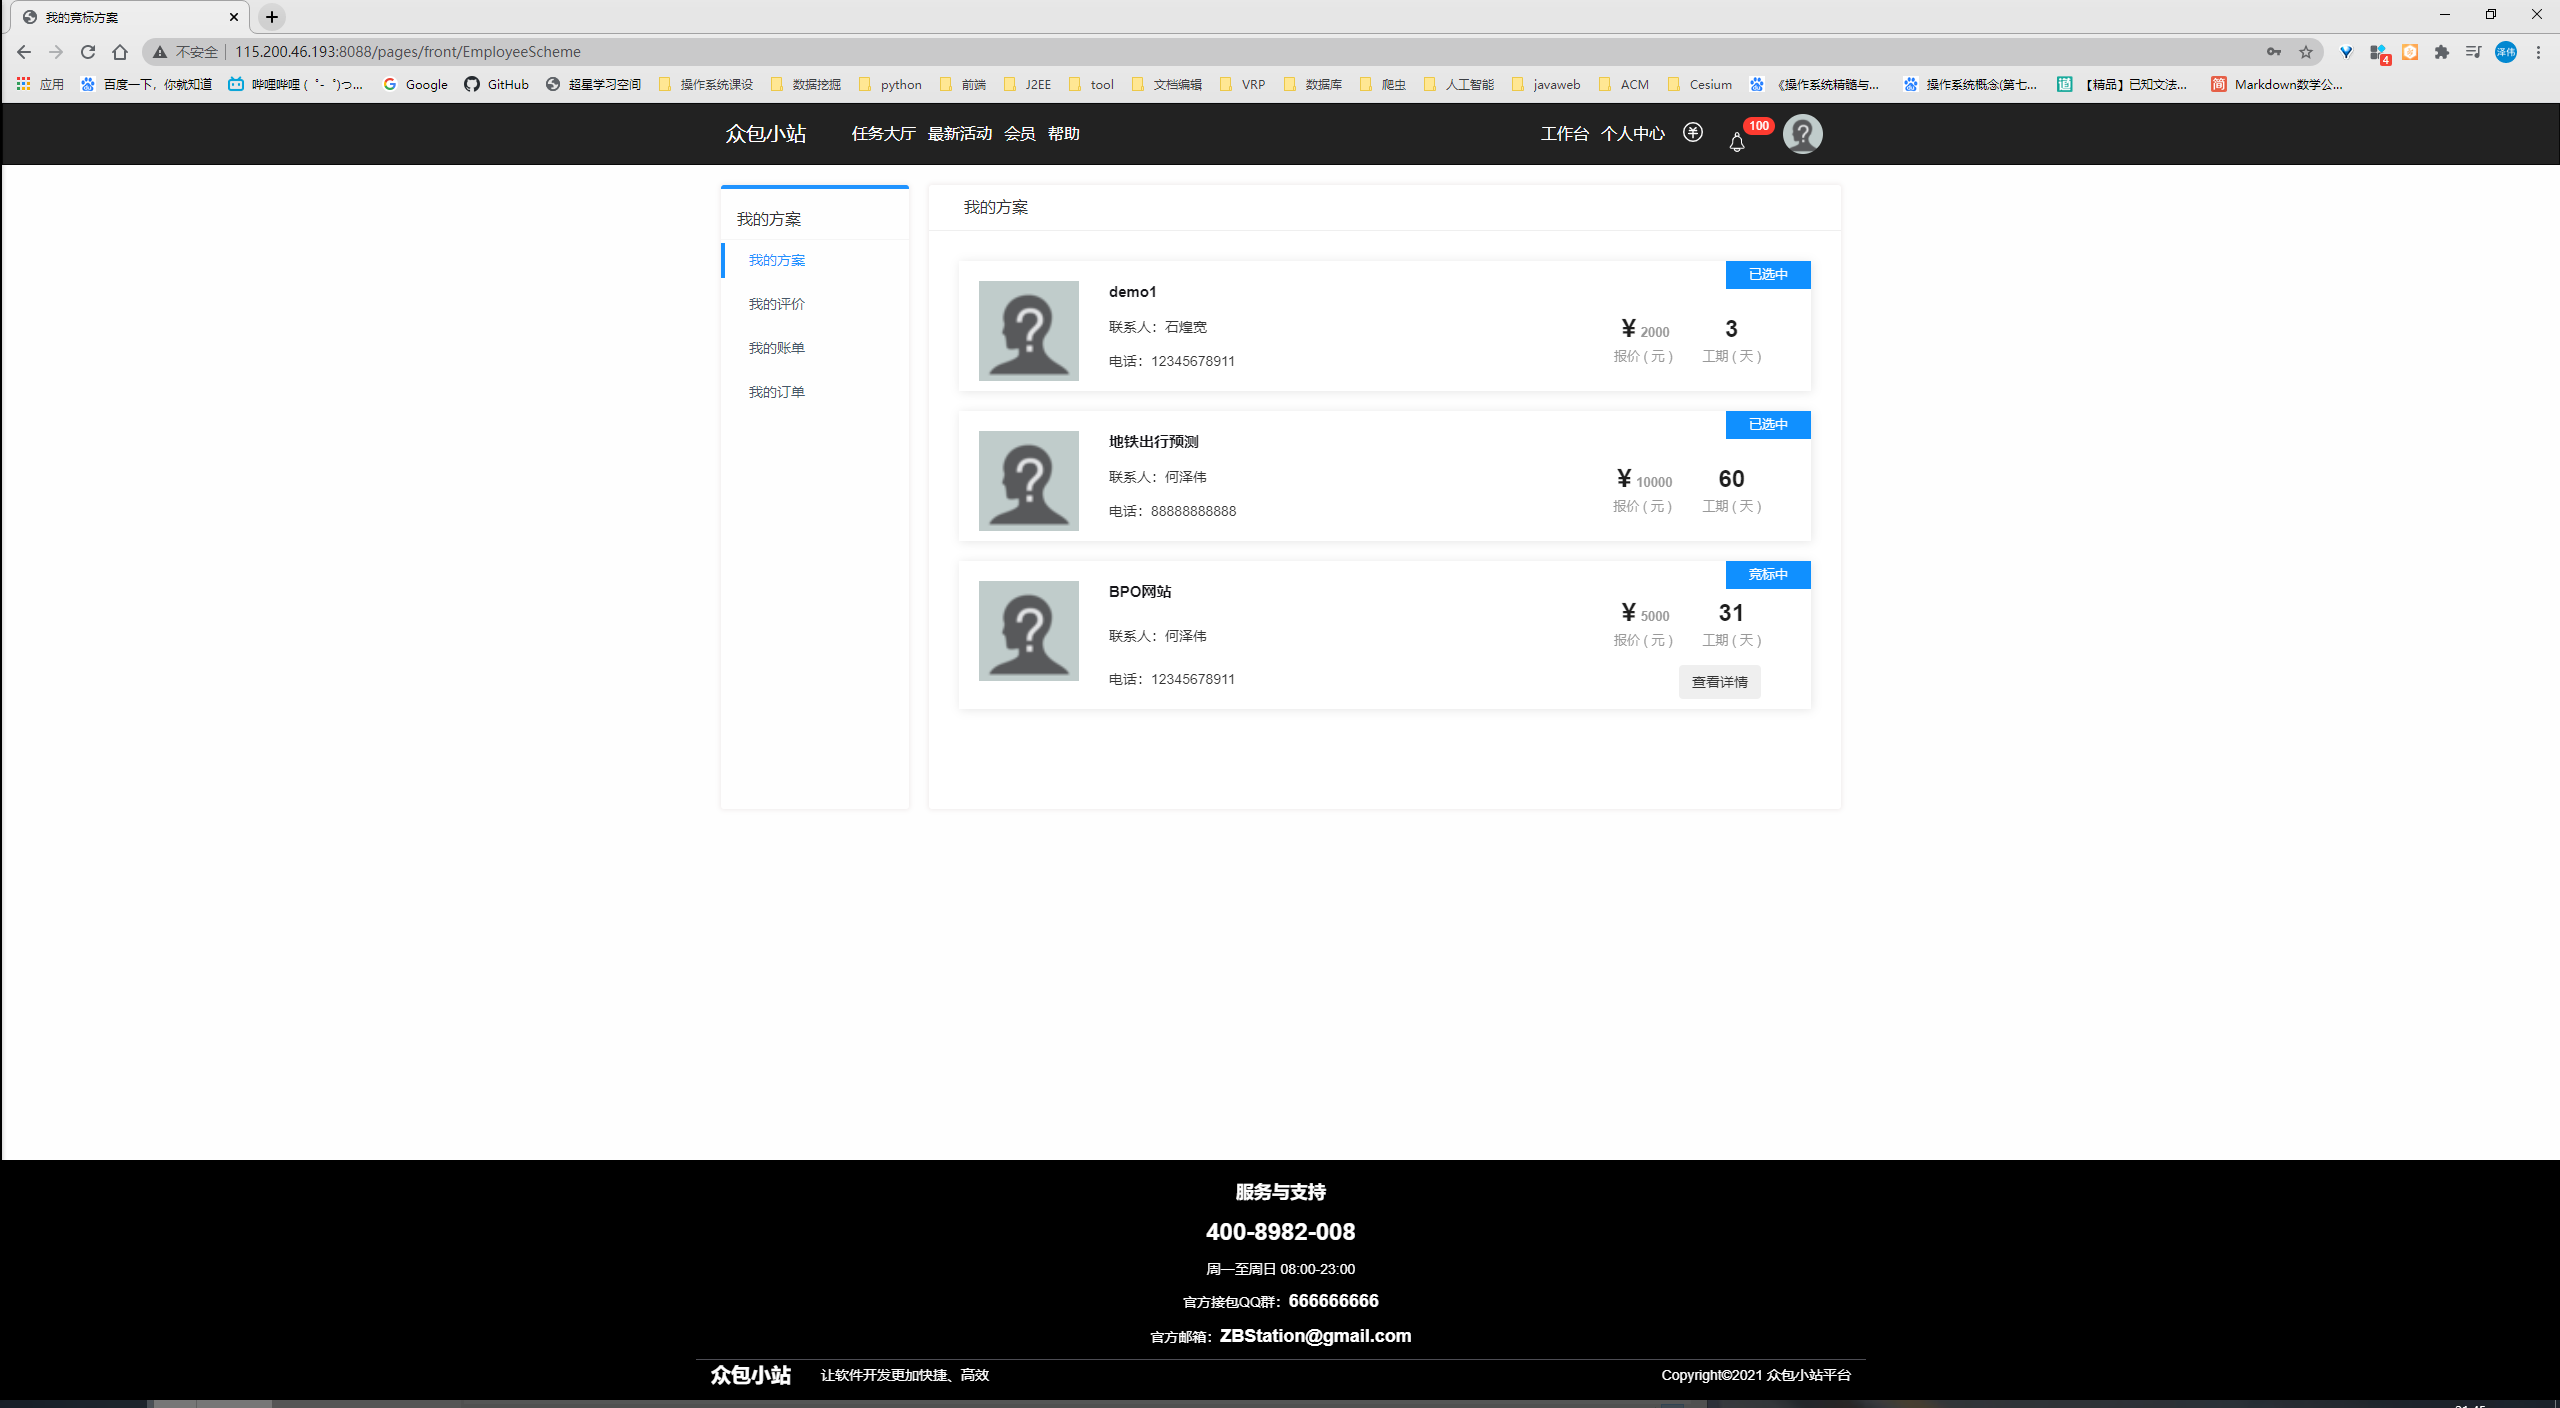 我的竞标方案
不安全 115.200.46.193:8088/pages/front/EmployeeScheme
泽伟
应用 百度一下，你就知道 哔哩哔哩 ( ゜- ゜)つ... Google GitHub 超星学习空间 操作系统课设 数据挖掘 python 前端 J2EE tool 文档编辑 VRP 数据库 爬虫 人工智能 javaweb ACM Cesium 《操作系统精髓与... 操作系统概念(第七... 【精品】已知文法... Markdown数学公...
4
道
简
众包小站 任务大厅 最新活动 会员 帮助 工作台 个人中心 100
我的方案
我的方案
我的评价
我的账单
我的订单
我的方案
已选中
demo1
联系人：石煌宽
电话：12345678911
¥ 2000 3
报价 ( 元 ) 工期 ( 天 )
已选中
地铁出行预测
联系人：何泽伟
电话：88888888888
¥ 10000 60
报价 ( 元 ) 工期 ( 天 )
竞标中
BPO网站
联系人：何泽伟
电话：12345678911
¥ 5000 31
报价 ( 元 ) 工期 ( 天 )
查看详情
服务与支持
400-8982-008
周一至周日 08:00-23:00
官方接包QQ群：666666666
官方邮箱：ZBStation@gmail.com
众包小站 让软件开发更加快捷、高效 Copyright©2021 众包小站平台